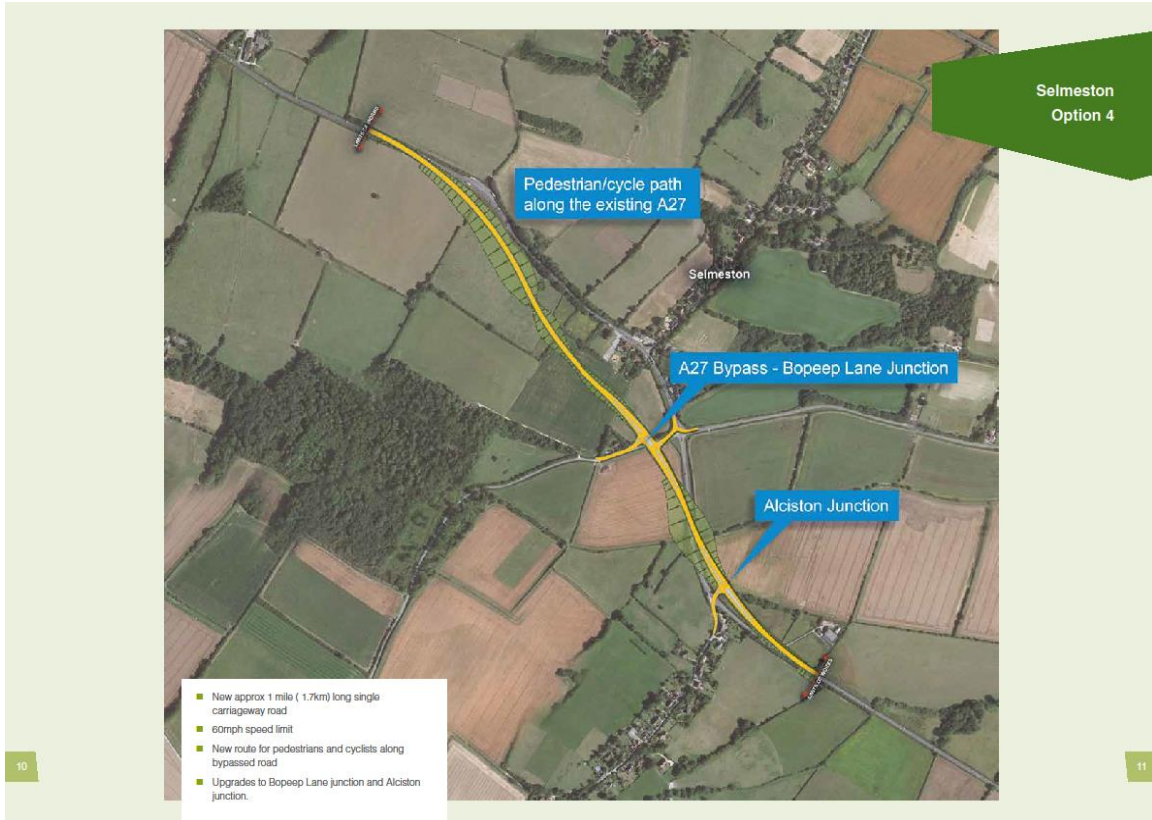 Selmeston
Option 4
Pedestrian/cycle path
along the existing A27
Selmeston
A27 Bypass - Bopeep Lane Junction
Alciston Junction
New approx 1 mile ( 1.7km) long single
carriageway road
60mph speed limit
New route for pedestrians and cyclists along
bypassed road
Upgrades to Bopeep Lane junction and Alciston
junction.
10
11